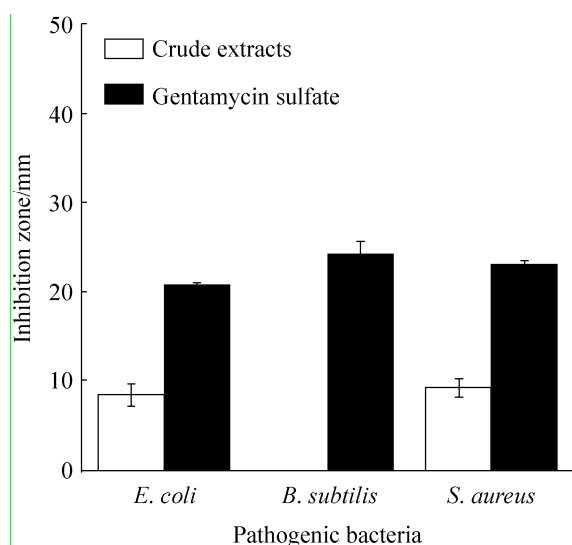 50
Crude extracts
Gentamycin sulfate
40
30
20
10
0
Inhibition zone/mm
E. coli B. subtilis S. aureus
Pathogenic bacteria